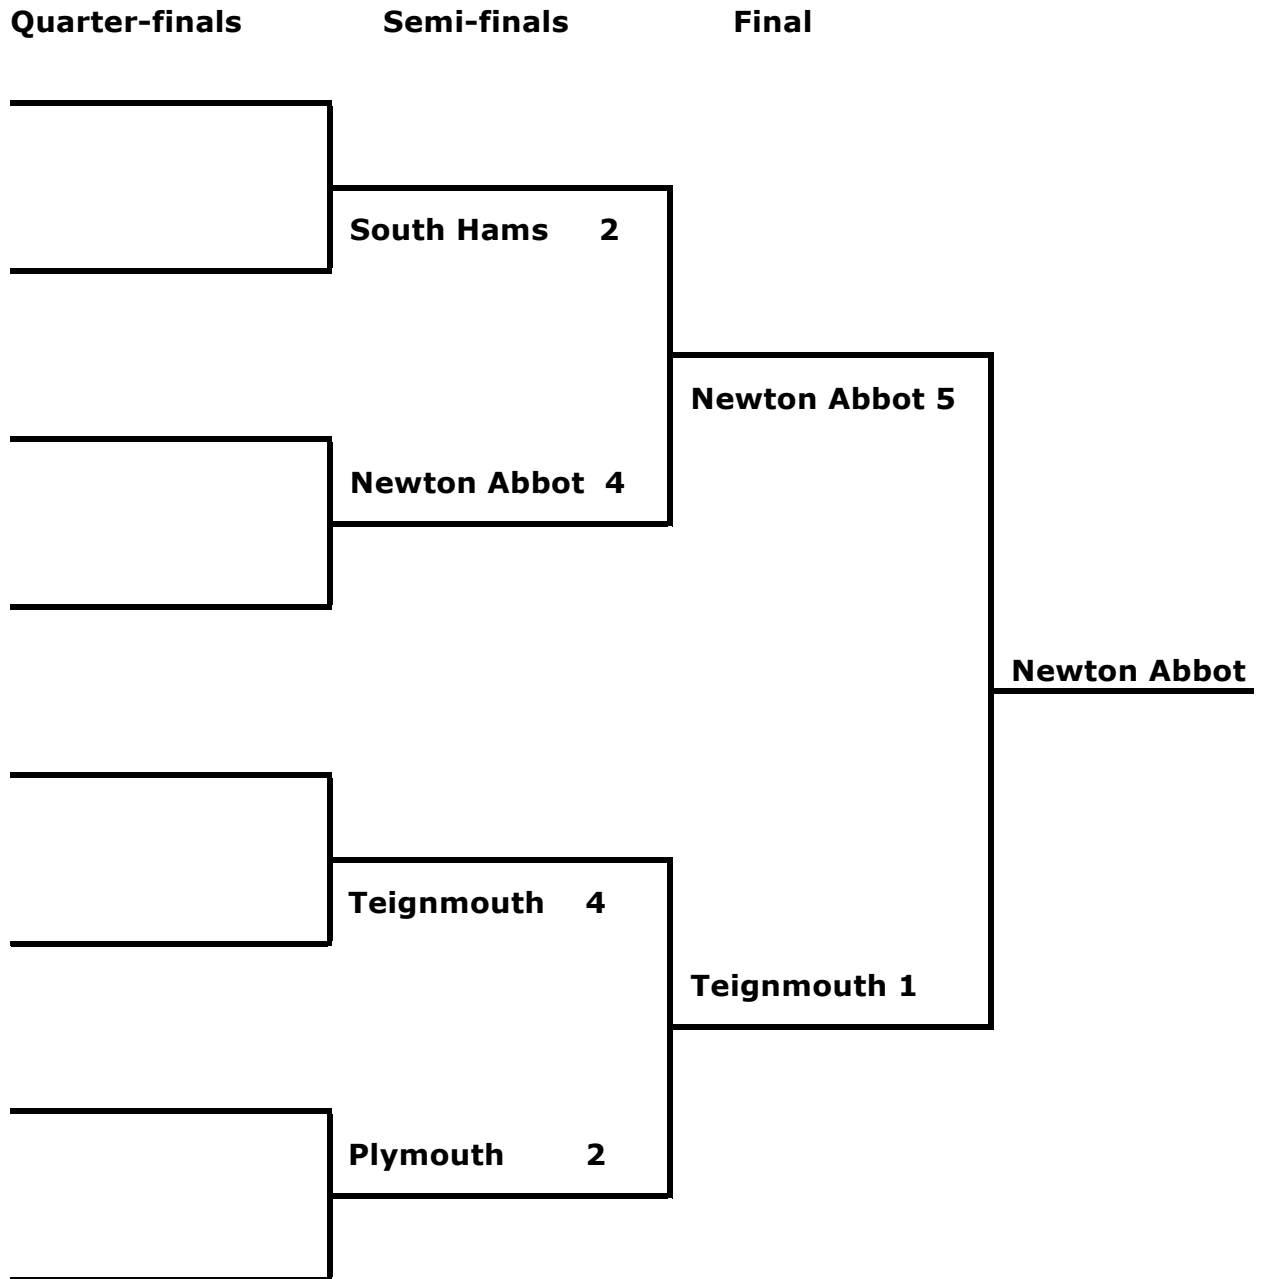 Quarter-finals Semi-finals Final
South Hams 2
Newton Abbot 5
Newton Abbot 4
Newton Abbot
Teignmouth 4
Teignmouth 1
Plymouth 2